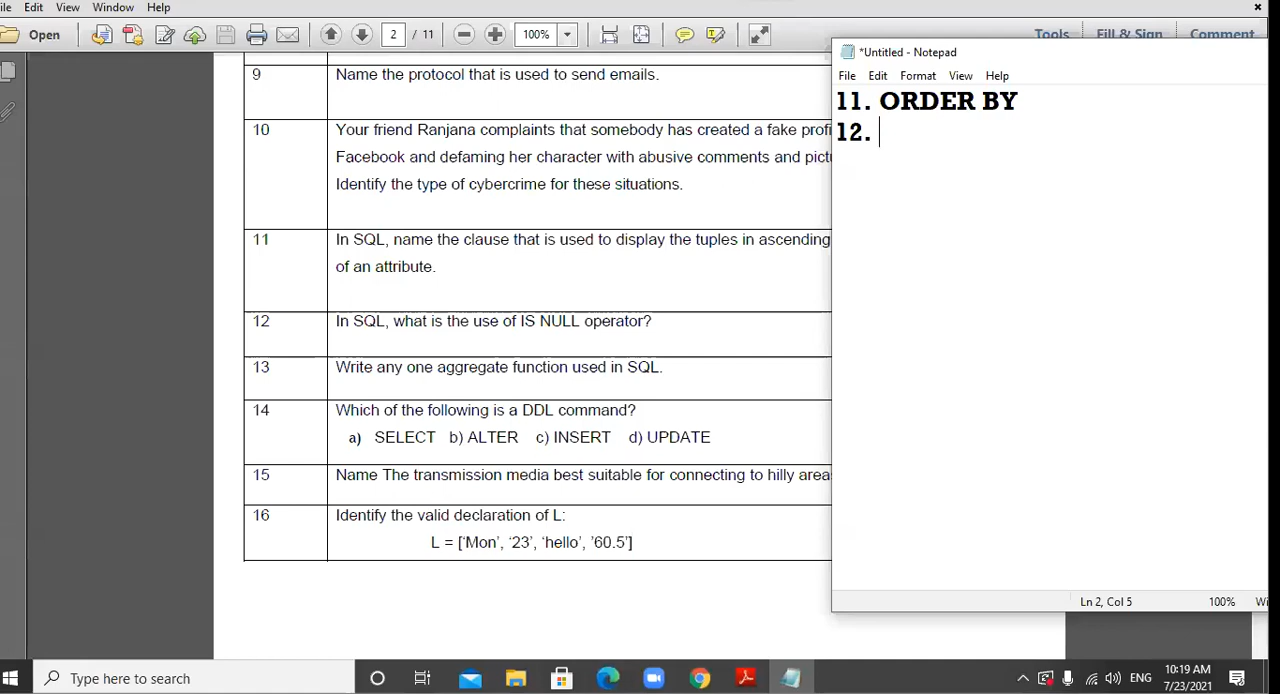 ile Edit View Window Help
Open 2 / 11 100% Tools Fill & Sign Comment
9 Name the protocol that is used to send emails.
10 Your friend Ranjana complaints that somebody has created a fake profi
Facebook and defaming her character with abusive comments and pictu
Identify the type of cybercrime for these situations.
11 In SQL, name the clause that is used to display the tuples in ascending
of an attribute.
12 In SQL, what is the use of IS NULL operator?
13 Write any one aggregate function used in SQL.
14 Which of the following is a DDL command?
a) SELECT b) ALTER c) INSERT d) UPDATE
15 Name The transmission media best suitable for connecting to hilly area
16 Identify the valid declaration of L:
L = [‘Mon’, ‘23’, ‘hello’, ’60.5’]
*Untitled - Notepad
File Edit Format View Help
11. ORDER BY
12.
Ln 2, Col 5 100% Wi
Type here to search
ENG
10:19 AM
7/23/2021